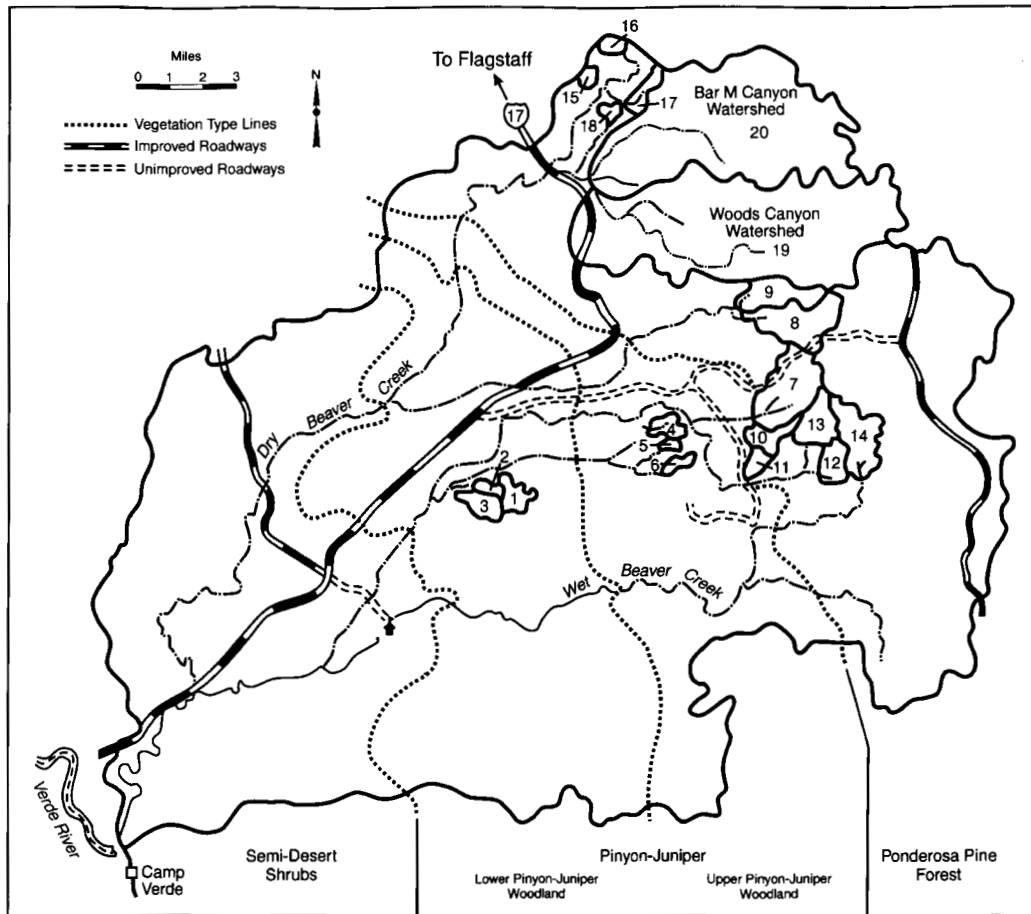 Miles
0 1 2 3
N
Vegetation Type Lines
Improved Roadways
Unimproved Roadways
To Flagstaff
17
16
15
17
18
Bar M Canyon
Watershed
20
Woods Canyon
Watershed
19
9
8
7
Dry Beaver Creek
4
5
6
10
13
14
11
12
2
3
1
Wet Beaver Creek
Verde River
Camp
Verde
Semi-Desert
Shrubs
Pinyon-Juniper
Lower Pinyon-Juniper
Woodland
Upper Pinyon-Juniper
Woodland
Ponderosa Pine
Forest